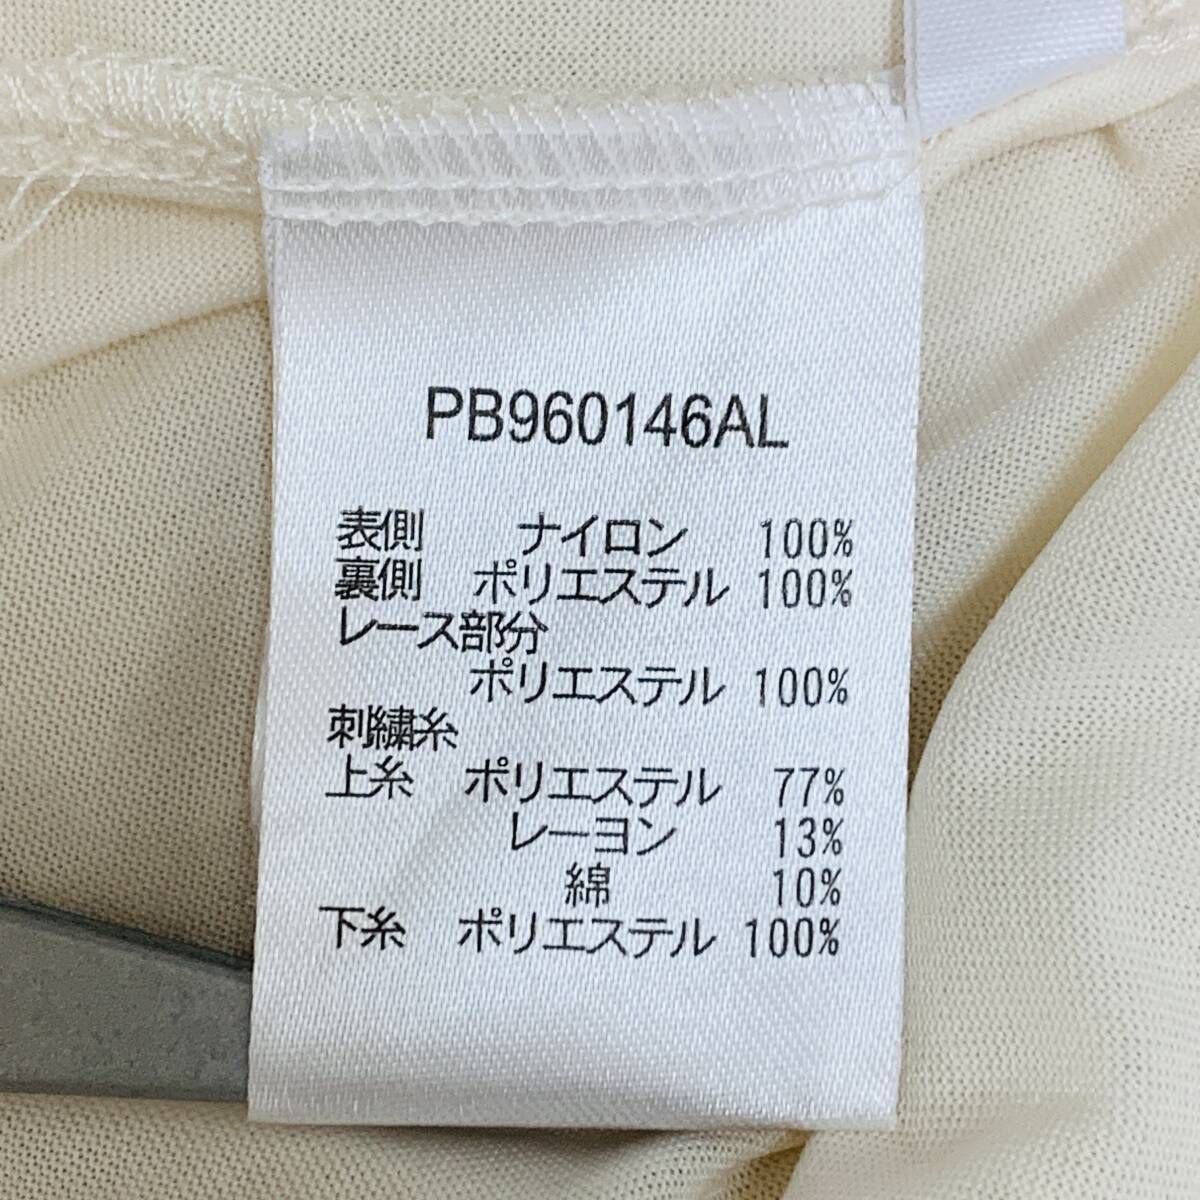 PB960146AL
表側 ナイロン 100%
裏側 ポリエステル 100%
レース部分
ポリエステル 100%
刺繍糸
上糸 ポリエステル 77%
レーヨン 13%
綿 10%
下糸 ポリエステル 100%